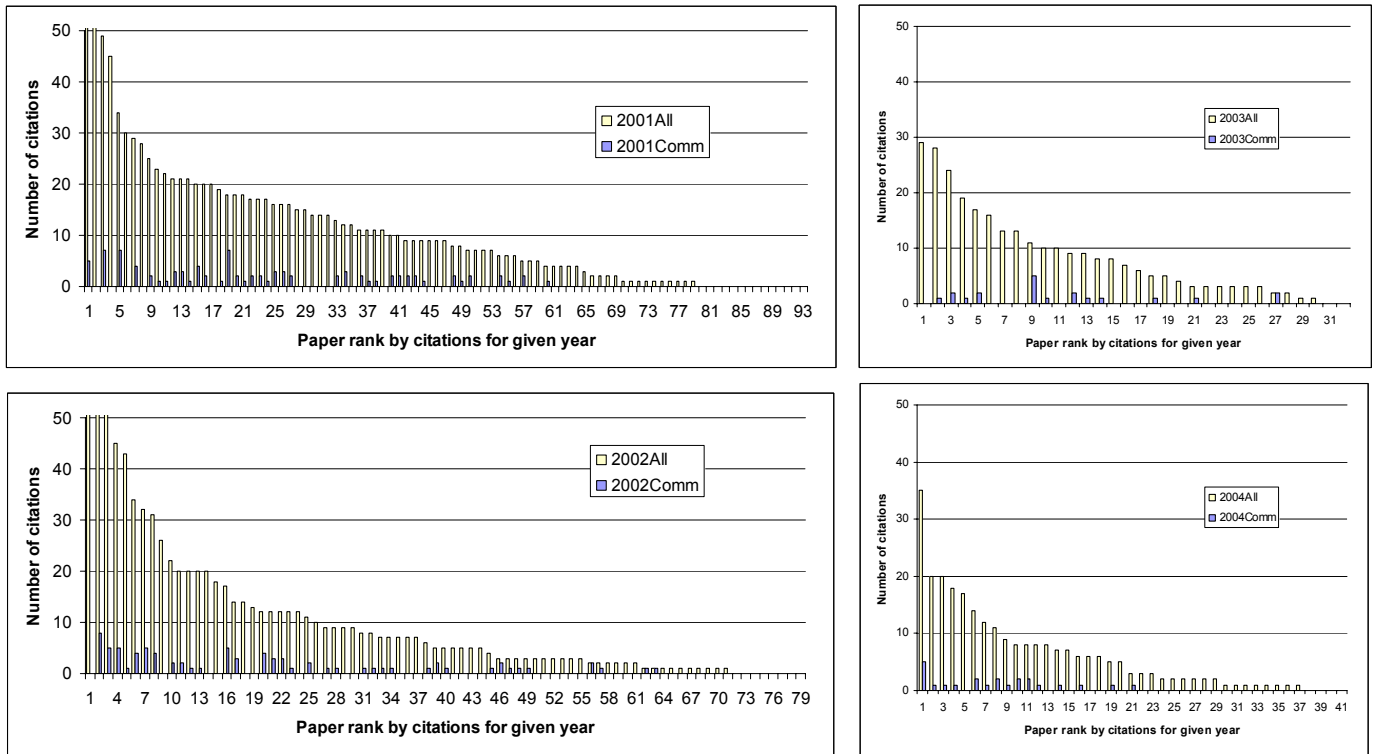 50
40
30
20
10
0
Number of citations
2001All
2001Comm
1 5 9 13 17 21 25 29 33 37 41 45 49 53 57 61 65 69 73 77 81 85 89 93
Paper rank by citations for given year
50
40
30
20
10
0
Number of citations
2003All
2003Comm
1 3 5 7 9 11 13 15 17 19 21 23 25 27 29 31
Paper rank by citations for given year
50
40
30
20
10
0
Number of citations
2002All
2002Comm
1 4 7 10 13 16 19 22 25 28 31 34 37 40 43 46 49 52 55 58 61 64 67 70 73 76 79
Paper rank by citations for given year
50
40
30
20
10
0
Number of citations
2004All
2004Comm
1 3 5 7 9 11 13 15 17 19 21 23 25 27 29 31 33 35 37 39 41
Paper rank by citations for given year